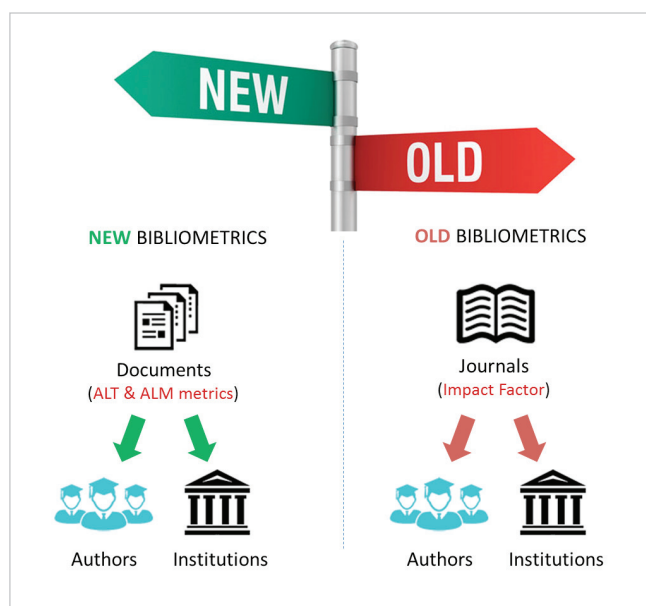 NEW
OLD
NEW BIBLIOMETRICS
Documents
(ALT & ALM metrics)
Authors
Institutions
OLD BIBLIOMETRICS
Journals
(Impact Factor)
Authors
Institutions